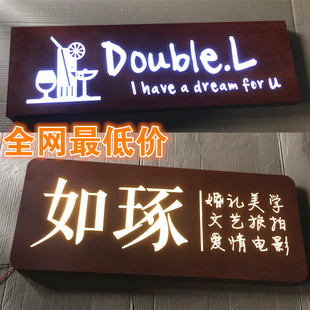 Double.L
I have a dream for U
全网最低价
如琢
婚礼美学
文艺旅拍
爱情电影